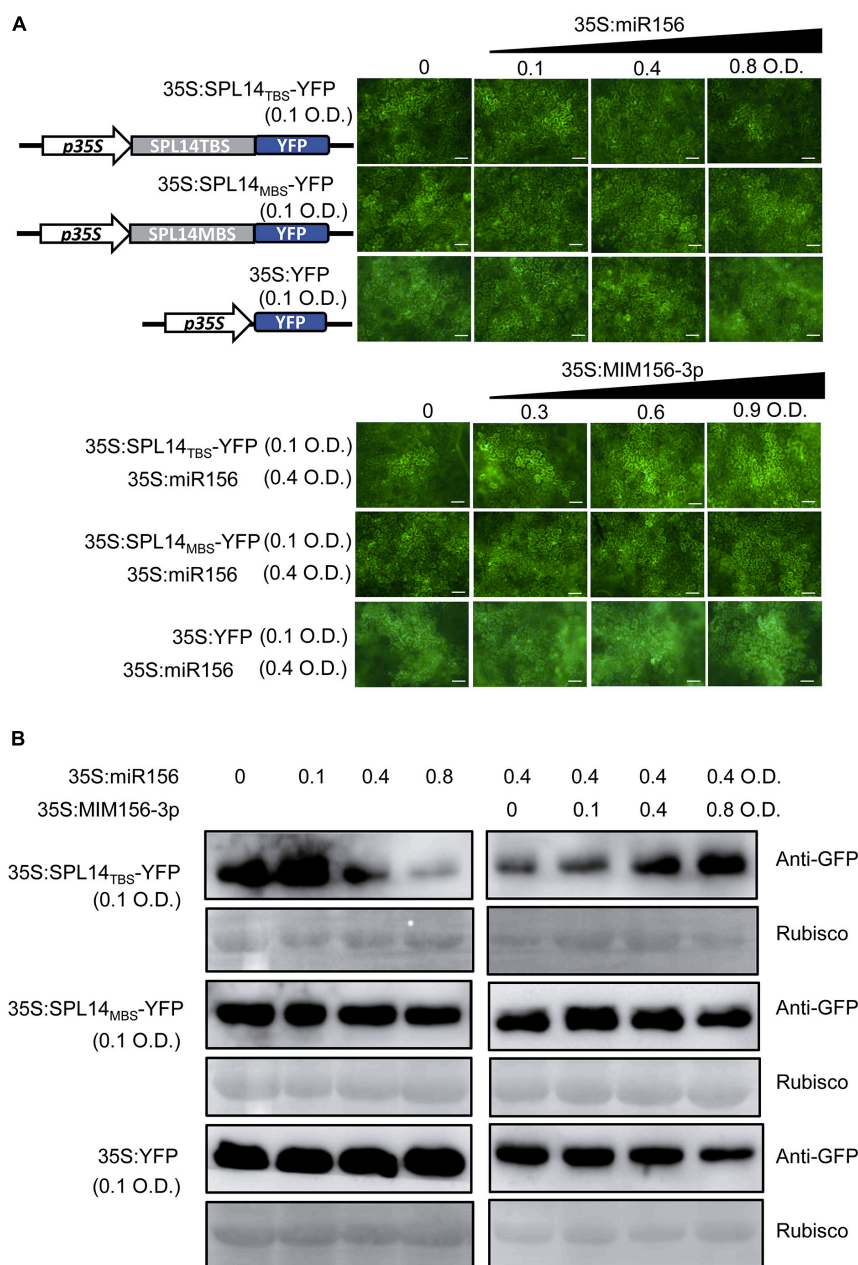 A
35S:miR156
0 0.1 0.4 0.8 O.D.
35S:SPL14TBS-YFP
(0.1 O.D.)
p35S SPL14TBS YFP
35S:SPL14MBS-YFP
(0.1 O.D.)
p35S SPL14MBS YFP
35S:YFP
(0.1 O.D.)
p35S YFP
35S:MIM156-3p
0 0.3 0.6 0.9 O.D.
35S:SPL14TBS-YFP (0.1 O.D.)
35S:miR156 (0.4 O.D.)
35S:SPL14MBS-YFP (0.1 O.D.)
35S:miR156 (0.4 O.D.)
35S:YFP (0.1 O.D.)
35S:miR156 (0.4 O.D.)
B
35S:miR156 0 0.1 0.4 0.8 0.4 0.4 0.4 0.4 O.D.
35S:MIM156-3p 0 0.1 0.4 0.8 O.D.
35S:SPL14TBS-YFP Anti-GFP
(0.1 O.D.)
Rubisco
35S:SPL14MBS-YFP Anti-GFP
(0.1 O.D.)
Rubisco
35S:YFP Anti-GFP
(0.1 O.D.)
Rubisco